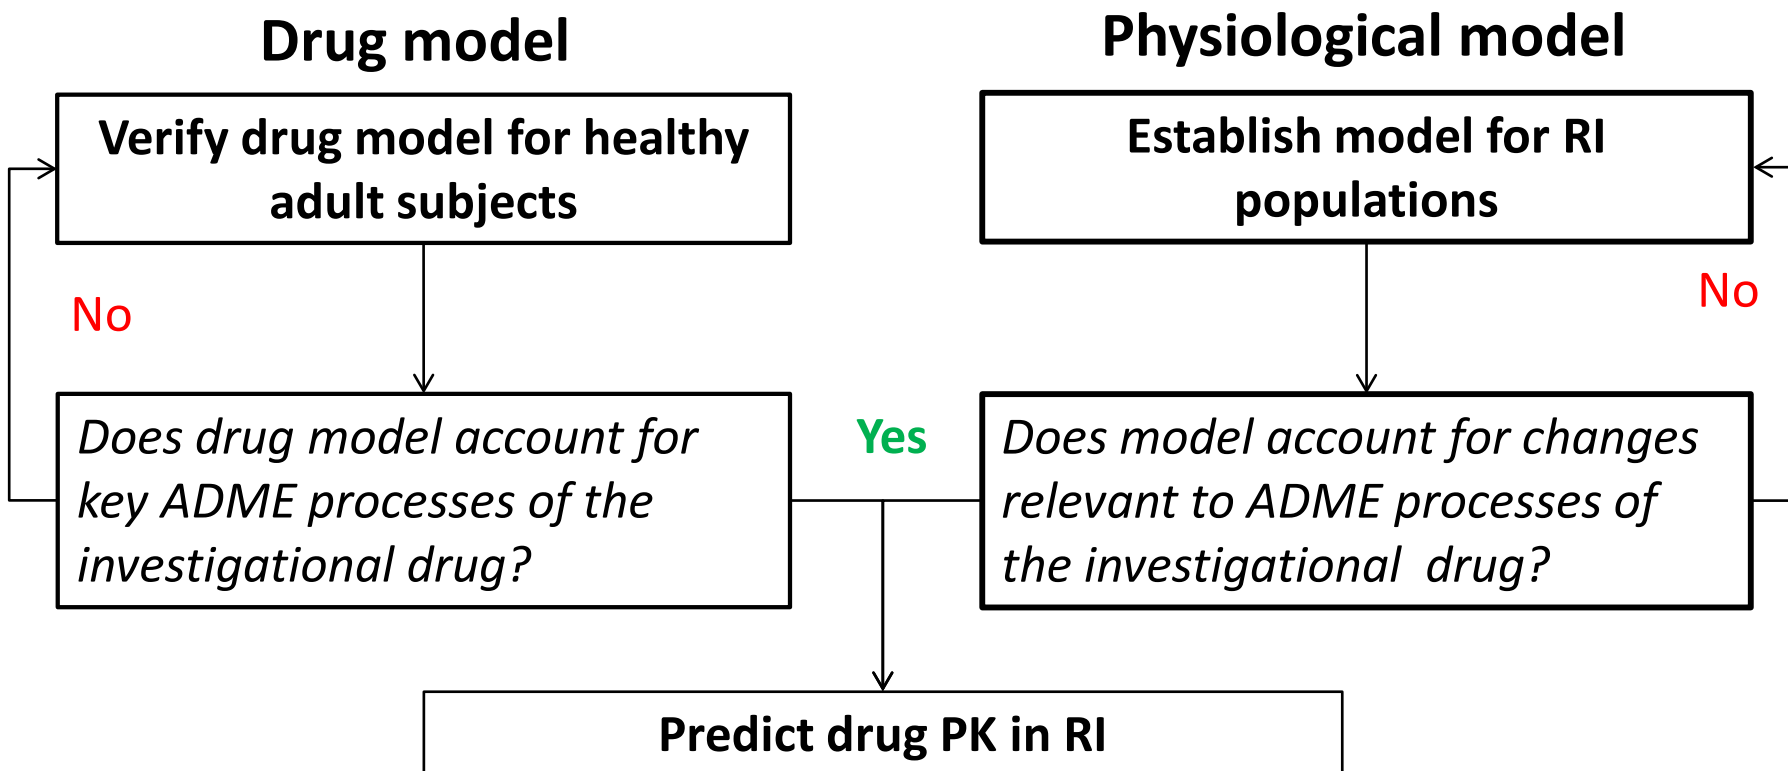 Drug model
Verify drug model for healthy
adult subjects
No
Does drug model account for
key ADME processes of the
investigational drug?
Yes
Physiological model
Establish model for RI
populations
No
Does model account for changes
relevant to ADME processes of
the investigational  drug?
Predict drug PK in RI